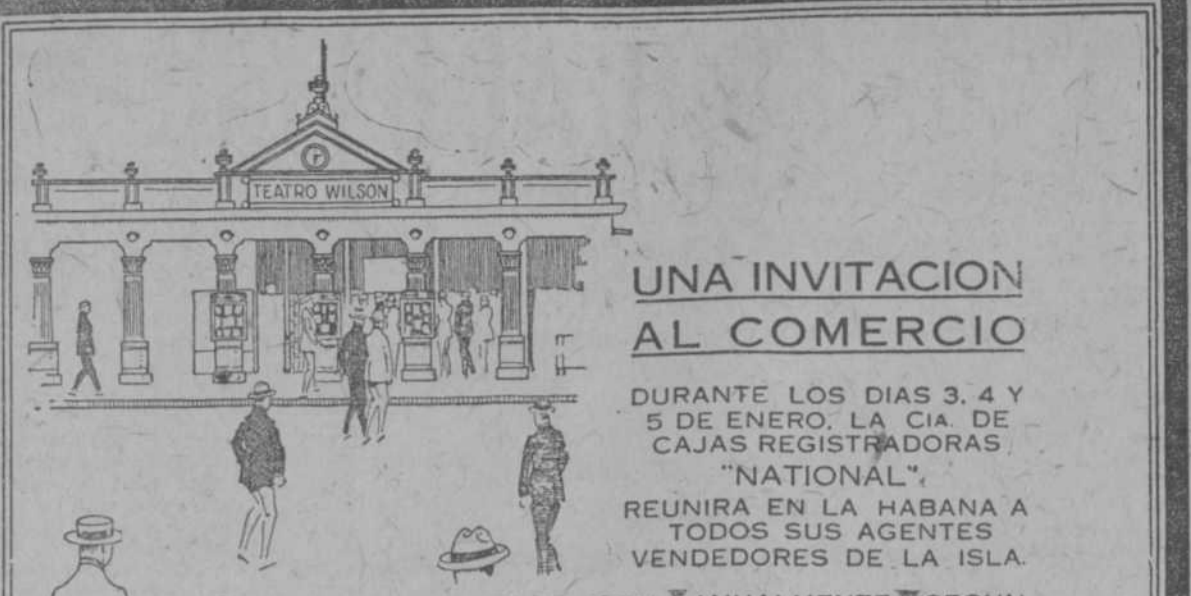 TEATRO WILSON
UNA INVITACION
AL COMERCIO
DURANTE LOS DIAS 3, 4 Y
5 DE ENERO, LA CIA. DE
CAJAS REGISTRADORAS
"NATIONAL",
REUNIRA EN LA HABANA A
TODOS SUS AGENTES
VENDEDORES DE LA ISLA.